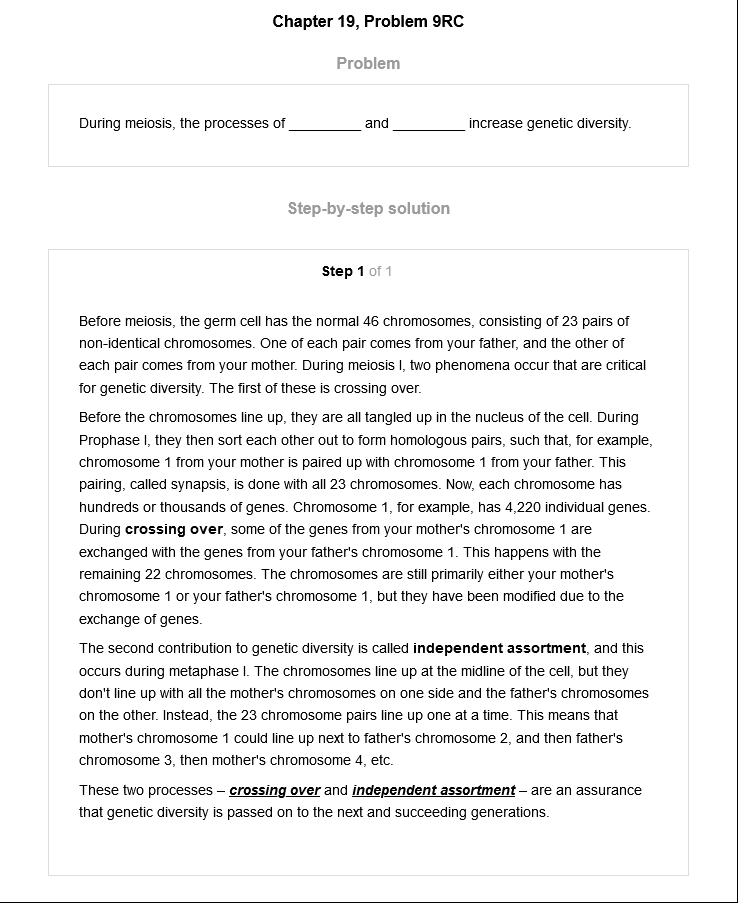 Chapter 19, Problem 9RC
Problem
During meiosis, the processes of _________ and _________ increase genetic diversity.
Step-by-step solution
Step 1 of 1
Before meiosis, the germ cell has the normal 46 chromosomes, consisting of 23 pairs of
non-identical chromosomes. One of each pair comes from your father, and the other of
each pair comes from your mother. During meiosis I, two phenomena occur that are critical
for genetic diversity. The first of these is crossing over.
Before the chromosomes line up, they are all tangled up in the nucleus of the cell. During
Prophase I, they then sort each other out to form homologous pairs, such that, for example,
chromosome 1 from your mother is paired up with chromosome 1 from your father. This
pairing, called synapsis, is done with all 23 chromosomes. Now, each chromosome has
hundreds or thousands of genes. Chromosome 1, for example, has 4,220 individual genes.
During crossing over, some of the genes from your mother's chromosome 1 are
exchanged with the genes from your father's chromosome 1. This happens with the
remaining 22 chromosomes. The chromosomes are still primarily either your mother's
chromosome 1 or your father's chromosome 1, but they have been modified due to the
exchange of genes.
The second contribution to genetic diversity is called independent assortment, and this
occurs during metaphase I. The chromosomes line up at the midline of the cell, but they
don't line up with all the mother's chromosomes on one side and the father's chromosomes
on the other. Instead, the 23 chromosome pairs line up one at a time. This means that
mother's chromosome 1 could line up next to father's chromosome 2, and then father's
chromosome 3, then mother's chromosome 4, etc.
These two processes – crossing over and independent assortment – are an assurance
that genetic diversity is passed on to the next and succeeding generations.